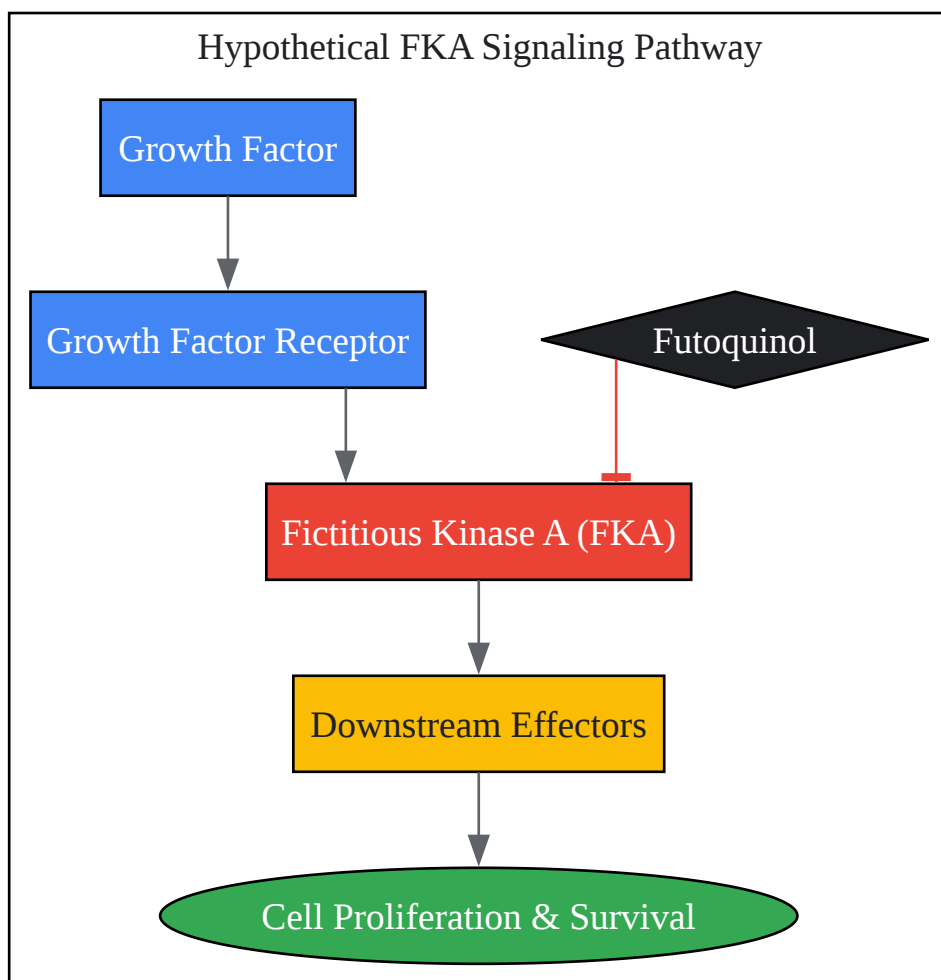 Hypothetical FKA Signaling Pathway
Growth Factor
Growth Factor Receptor
Futoquinol
Fictitious Kinase A (FKA)
Downstream Effectors
Cell Proliferation & Survival